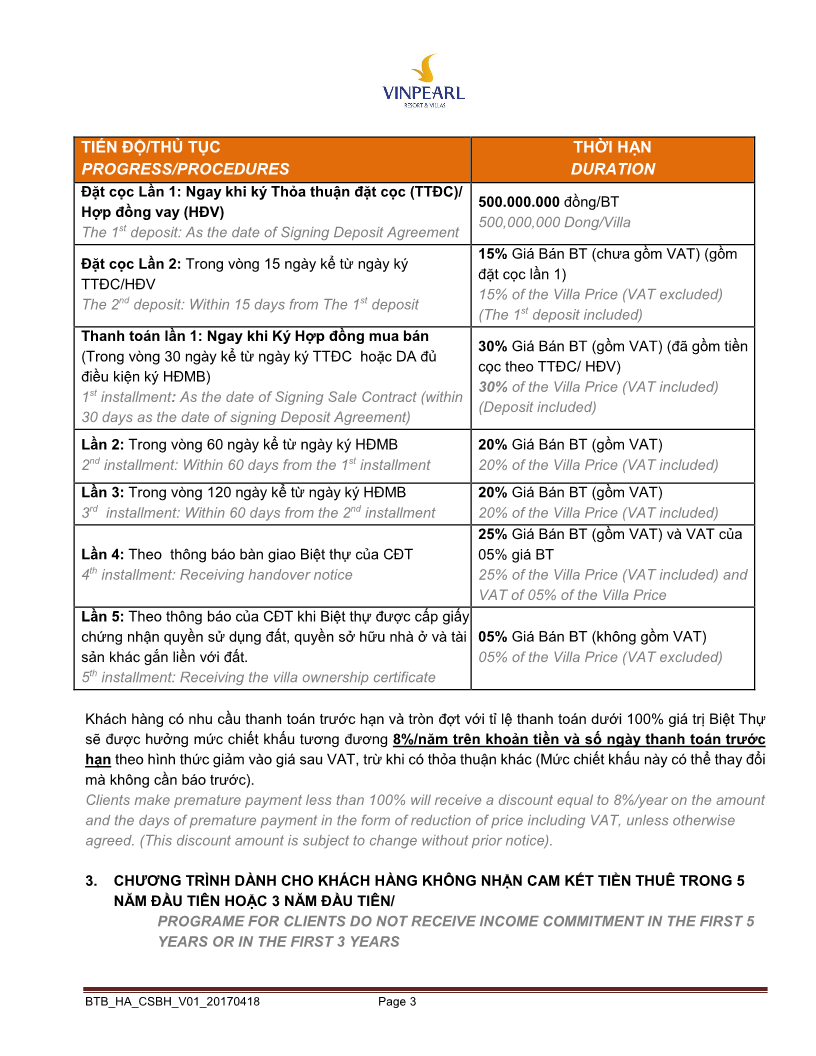 VINPEARL
RESORT & VILLAS
TIẾN ĐỘ/THỦ TỤC
PROGRESS/PROCEDURES
THỜI HẠN
DURATION
Đặt cọc Lần 1: Ngay khi ký Thỏa thuận đặt cọc (TTĐC)/
Hợp đồng vay (HĐV)
The 1st deposit: As the date of Signing Deposit Agreement
500.000.000 đồng/BT
500,000,000 Dong/Villa
Đặt cọc Lần 2: Trong vòng 15 ngày kể từ ngày ký
TTĐC/HĐV
The 2nd deposit: Within 15 days from The 1st deposit
15% Giá Bán BT (chưa gồm VAT) (gồm
đặt cọc lần 1)
15% of the Villa Price (VAT excluded)
(The 1st deposit included)
Thanh toán lần 1: Ngay khi Ký Hợp đồng mua bán
(Trong vòng 30 ngày kể từ ngày ký TTĐC hoặc DA đủ
điều kiện ký HĐMB)
1st installment: As the date of Signing Sale Contract (within
30 days as the date of signing Deposit Agreement)
30% Giá Bán BT (gồm VAT) (đã gồm tiền
cọc theo TTĐC/ HĐV)
30% of the Villa Price (VAT included)
(Deposit included)
Lần 2: Trong vòng 60 ngày kể từ ngày ký HĐMB
2nd installment: Within 60 days from the 1st installment
20% Giá Bán BT (gồm VAT)
20% of the Villa Price (VAT included)
Lần 3: Trong vòng 120 ngày kể từ ngày ký HĐMB
3rd installment: Within 60 days from the 2nd installment
20% Giá Bán BT (gồm VAT)
20% of the Villa Price (VAT included)
Lần 4: Theo thông báo bàn giao Biệt thự của CĐT
4th installment: Receiving handover notice
25% Giá Bán BT (gồm VAT) và VAT của
05% giá BT
25% of the Villa Price (VAT included) and
VAT of 05% of the Villa Price
Lần 5: Theo thông báo của CĐT khi Biệt thự được cấp giấy
chứng nhận quyền sử dụng đất, quyền sở hữu nhà ở và tài
sản khác gắn liền với đất.
5th installment: Receiving the villa ownership certificate
05% Giá Bán BT (không gồm VAT)
05% of the Villa Price (VAT excluded)
Khách hàng có nhu cầu thanh toán trước hạn và tròn đợt với tỉ lệ thanh toán dưới 100% giá trị Biệt Thự
sẽ được hưởng mức chiết khấu tương đương 8%/năm trên khoản tiền và số ngày thanh toán trước
hạn theo hình thức giảm vào giá sau VAT, trừ khi có thỏa thuận khác (Mức chiết khấu này có thể thay đổi
mà không cần báo trước).
Clients make premature payment less than 100% will receive a discount equal to 8%/year on the amount
and the days of premature payment in the form of reduction of price including VAT, unless otherwise
agreed. (This discount amount is subject to change without prior notice).
3. CHƯƠNG TRÌNH DÀNH CHO KHÁCH HÀNG KHÔNG NHẬN CAM KẾT TIỀN THUÊ TRONG 5
NĂM ĐẦU TIÊN HOẶC 3 NĂM ĐẦU TIÊN/
PROGRAME FOR CLIENTS DO NOT RECEIVE INCOME COMMITMENT IN THE FIRST 5
YEARS OR IN THE FIRST 3 YEARS
BTB_HA_CSBH_V01_20170418 Page 3